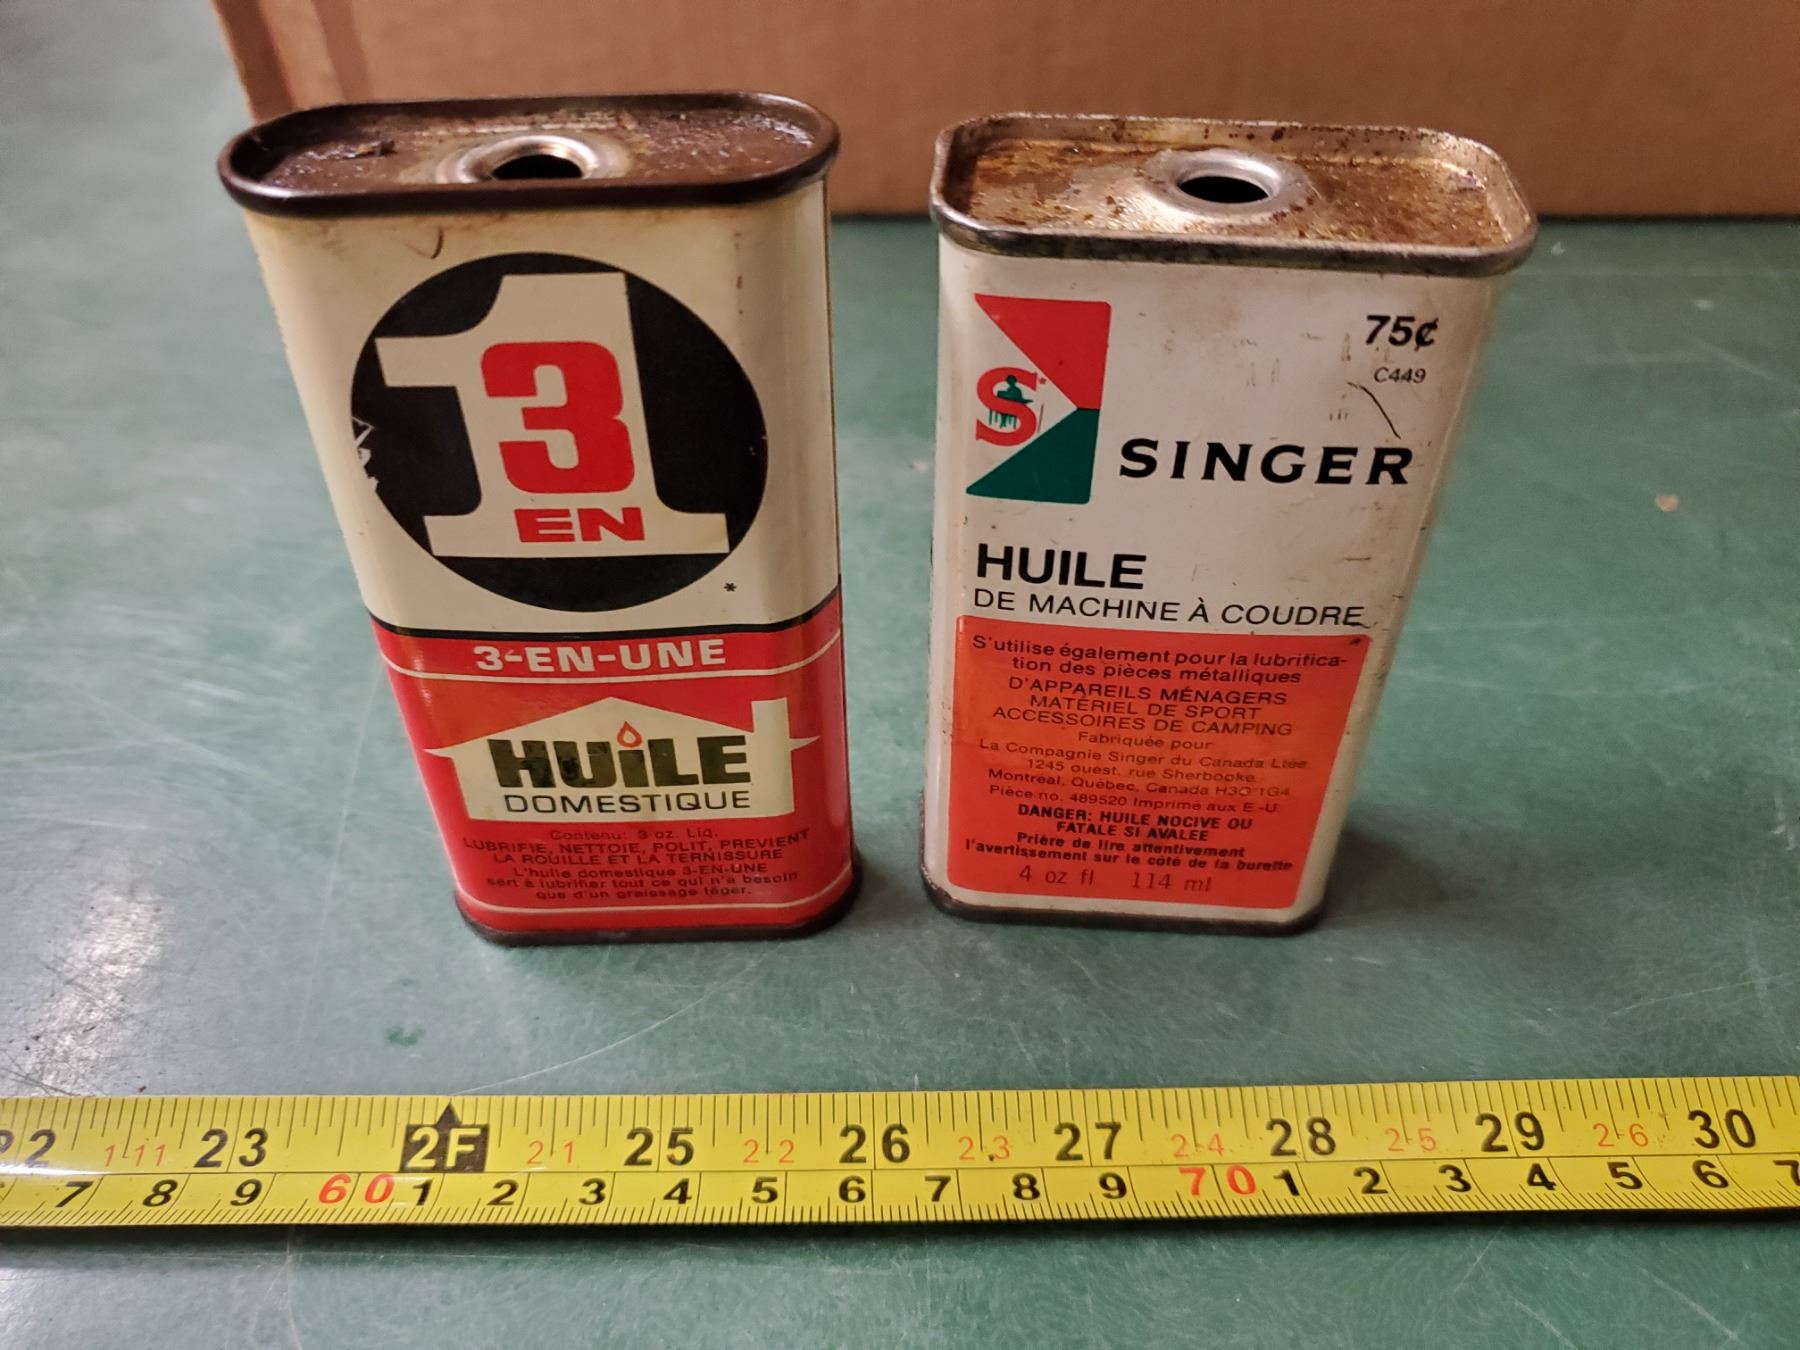 1
3
EN
*
3-EN-UNE
HUiLE
DOMESTIQUE
Contenu: 3 oz. Liq.
LUBRIFIE, NETTOIE, POLIT, PREVIENT
LA ROUILLE ET LA TERNISSURE
L'huile domestique 3-EN-UNE
sert à lubrifier tout ce qui n'a besoin
que d'un graissage léger.
75¢
C449
S*
SINGER
HUILE
DE MACHINE À COUDRE
*
S'utilise également pour la lubrifica-
tion des pièces métalliques
D'APPAREILS MÉNAGERS
MATÉRIEL DE SPORT
ACCESSOIRES DE CAMPING
Fabriquée pour
La Compagnie Singer du Canada Ltée
1245 ouest, rue Sherbooke
Montréal, Québec, Canada H3G 1G4
Pièce no. 489520 Imprimé aux E-U
DANGER: HUILE NOCIVE OU
FATALE SI AVALEE
Prière de lire attentivement
l'avertissement sur le côté de la burette
4 oz fl 114 ml
22 23 2F 21 25 22 26 23 27 24 28 25 29 26 30
7 8 9 60 1 2 3 4 5 6 7 8 9 70 1 2 3 4 5 6 7